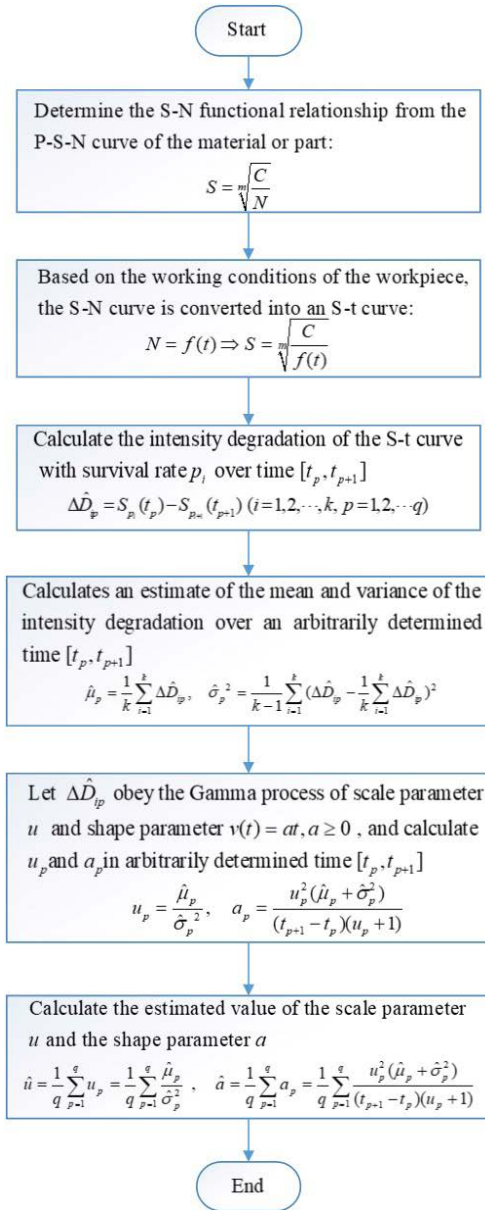 Start
Determine the S-N functional relationship from the
P-S-N curve of the material or part:
$S = \sqrt[m]{\frac{C}{N}}$
Based on the working conditions of the workpiece,
the S-N curve is converted into an S-t curve:
$N = f(t) \Rightarrow S = \sqrt[m]{\frac{C}{f(t)}}$
Calculate the intensity degradation of the S-t curve
with survival rate $p_i$ over time $[t_p, t_{p+1}]$
$\Delta\hat{D}_{ip} = S_{p_i}(t_p) - S_{p_i}(t_{p+1})\ (i=1,2,\cdots,k,\ p=1,2,\cdots q)$
Calculates an estimate of the mean and variance of the
intensity degradation over an arbitrarily determined
time $[t_p, t_{p+1}]$
$\hat{\mu}_p = \frac{1}{k}\sum_{i=1}^{k}\Delta\hat{D}_{ip},\ \hat{\sigma}_p{}^2 = \frac{1}{k-1}\sum_{i=1}^{k}(\Delta\hat{D}_{ip} - \frac{1}{k}\sum_{i=1}^{k}\Delta\hat{D}_{ip})^2$
Let $\Delta\hat{D}_{ip}$ obey the Gamma process of scale parameter
$u$ and shape parameter $v(t) = at, a \geq 0$ , and calculate
$u_p$ and $a_p$ in arbitrarily determined time $[t_p, t_{p+1}]$
$u_p = \frac{\hat{\mu}_p}{\hat{\sigma}_p{}^2},\ a_p = \frac{u_p^2(\hat{\mu}_p + \hat{\sigma}_p^2)}{(t_{p+1} - t_p)(u_p + 1)}$
Calculate the estimated value of the scale parameter
$u$ and the shape parameter $a$
$\hat{u} = \frac{1}{q}\sum_{p=1}^{q}u_p = \frac{1}{q}\sum_{p=1}^{q}\frac{\hat{\mu}_p}{\hat{\sigma}_p^2}\ ,\ \hat{a} = \frac{1}{q}\sum_{p=1}^{q}a_p = \frac{1}{q}\sum_{p=1}^{q}\frac{u_p^2(\hat{\mu}_p + \hat{\sigma}_p^2)}{(t_{p+1} - t_p)(u_p + 1)}$
End